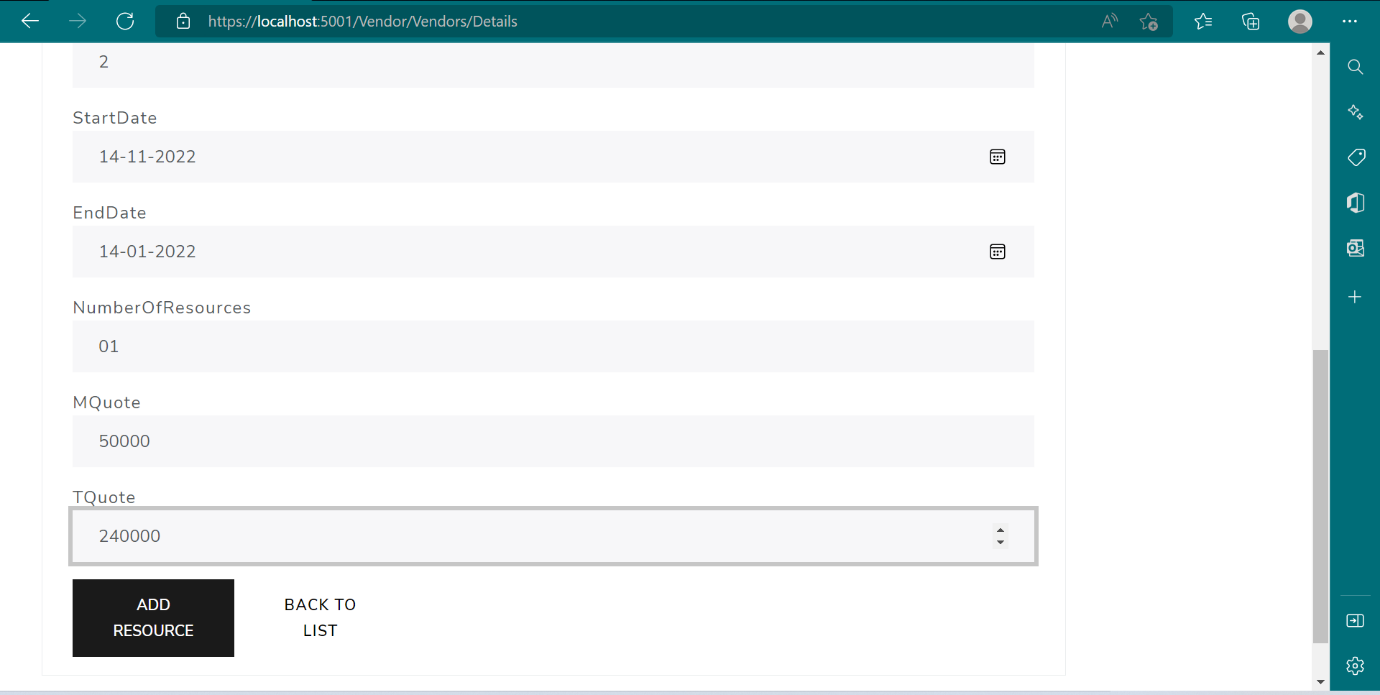 https://localhost:5001/Vendor/Vendors/Details
2
StartDate
14-11-2022
EndDate
14-01-2022
NumberOfResources
01
MQuote
50000
TQuote
240000
ADD
RESOURCE
BACK TO
LIST